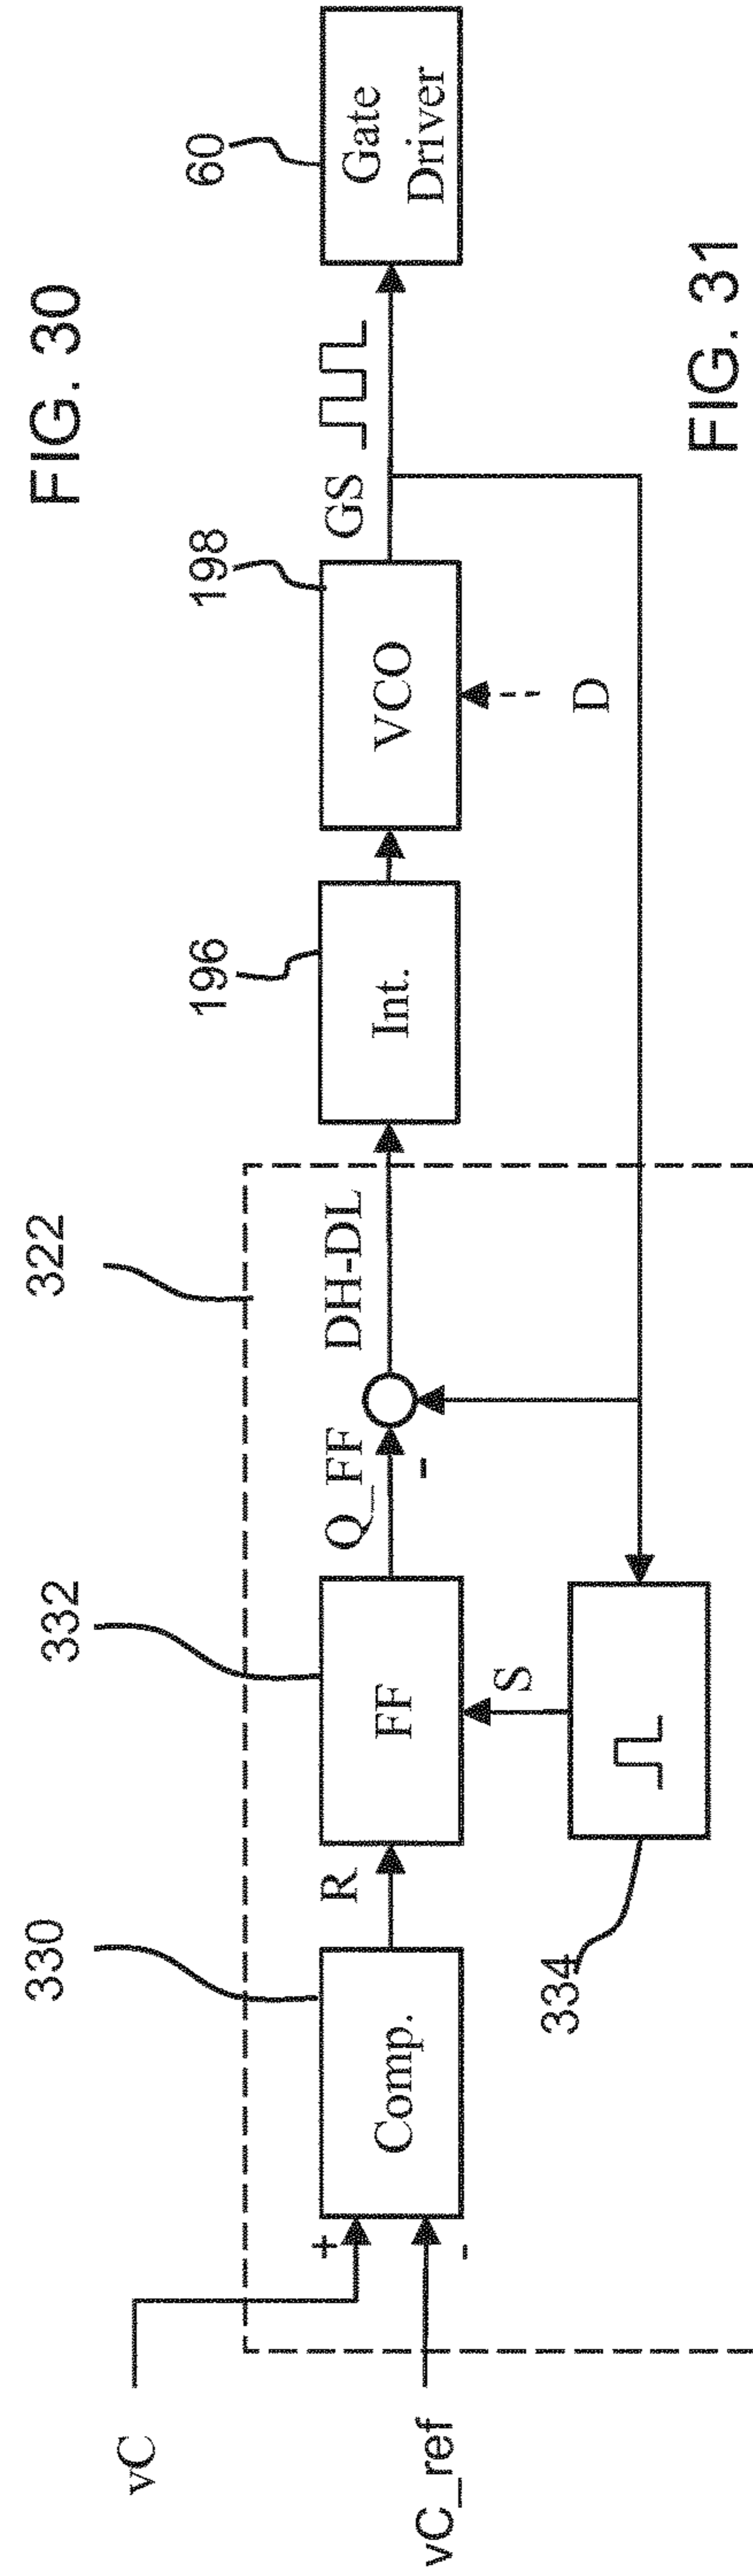 FIG. 30
322
330
332
196
198
60
vC
+
Comp.
R
FF
Q_FF
DH-DL
Int.
VCO
GS
Gate
Driver
vC_ref
-
-
S
D
334
FIG. 31